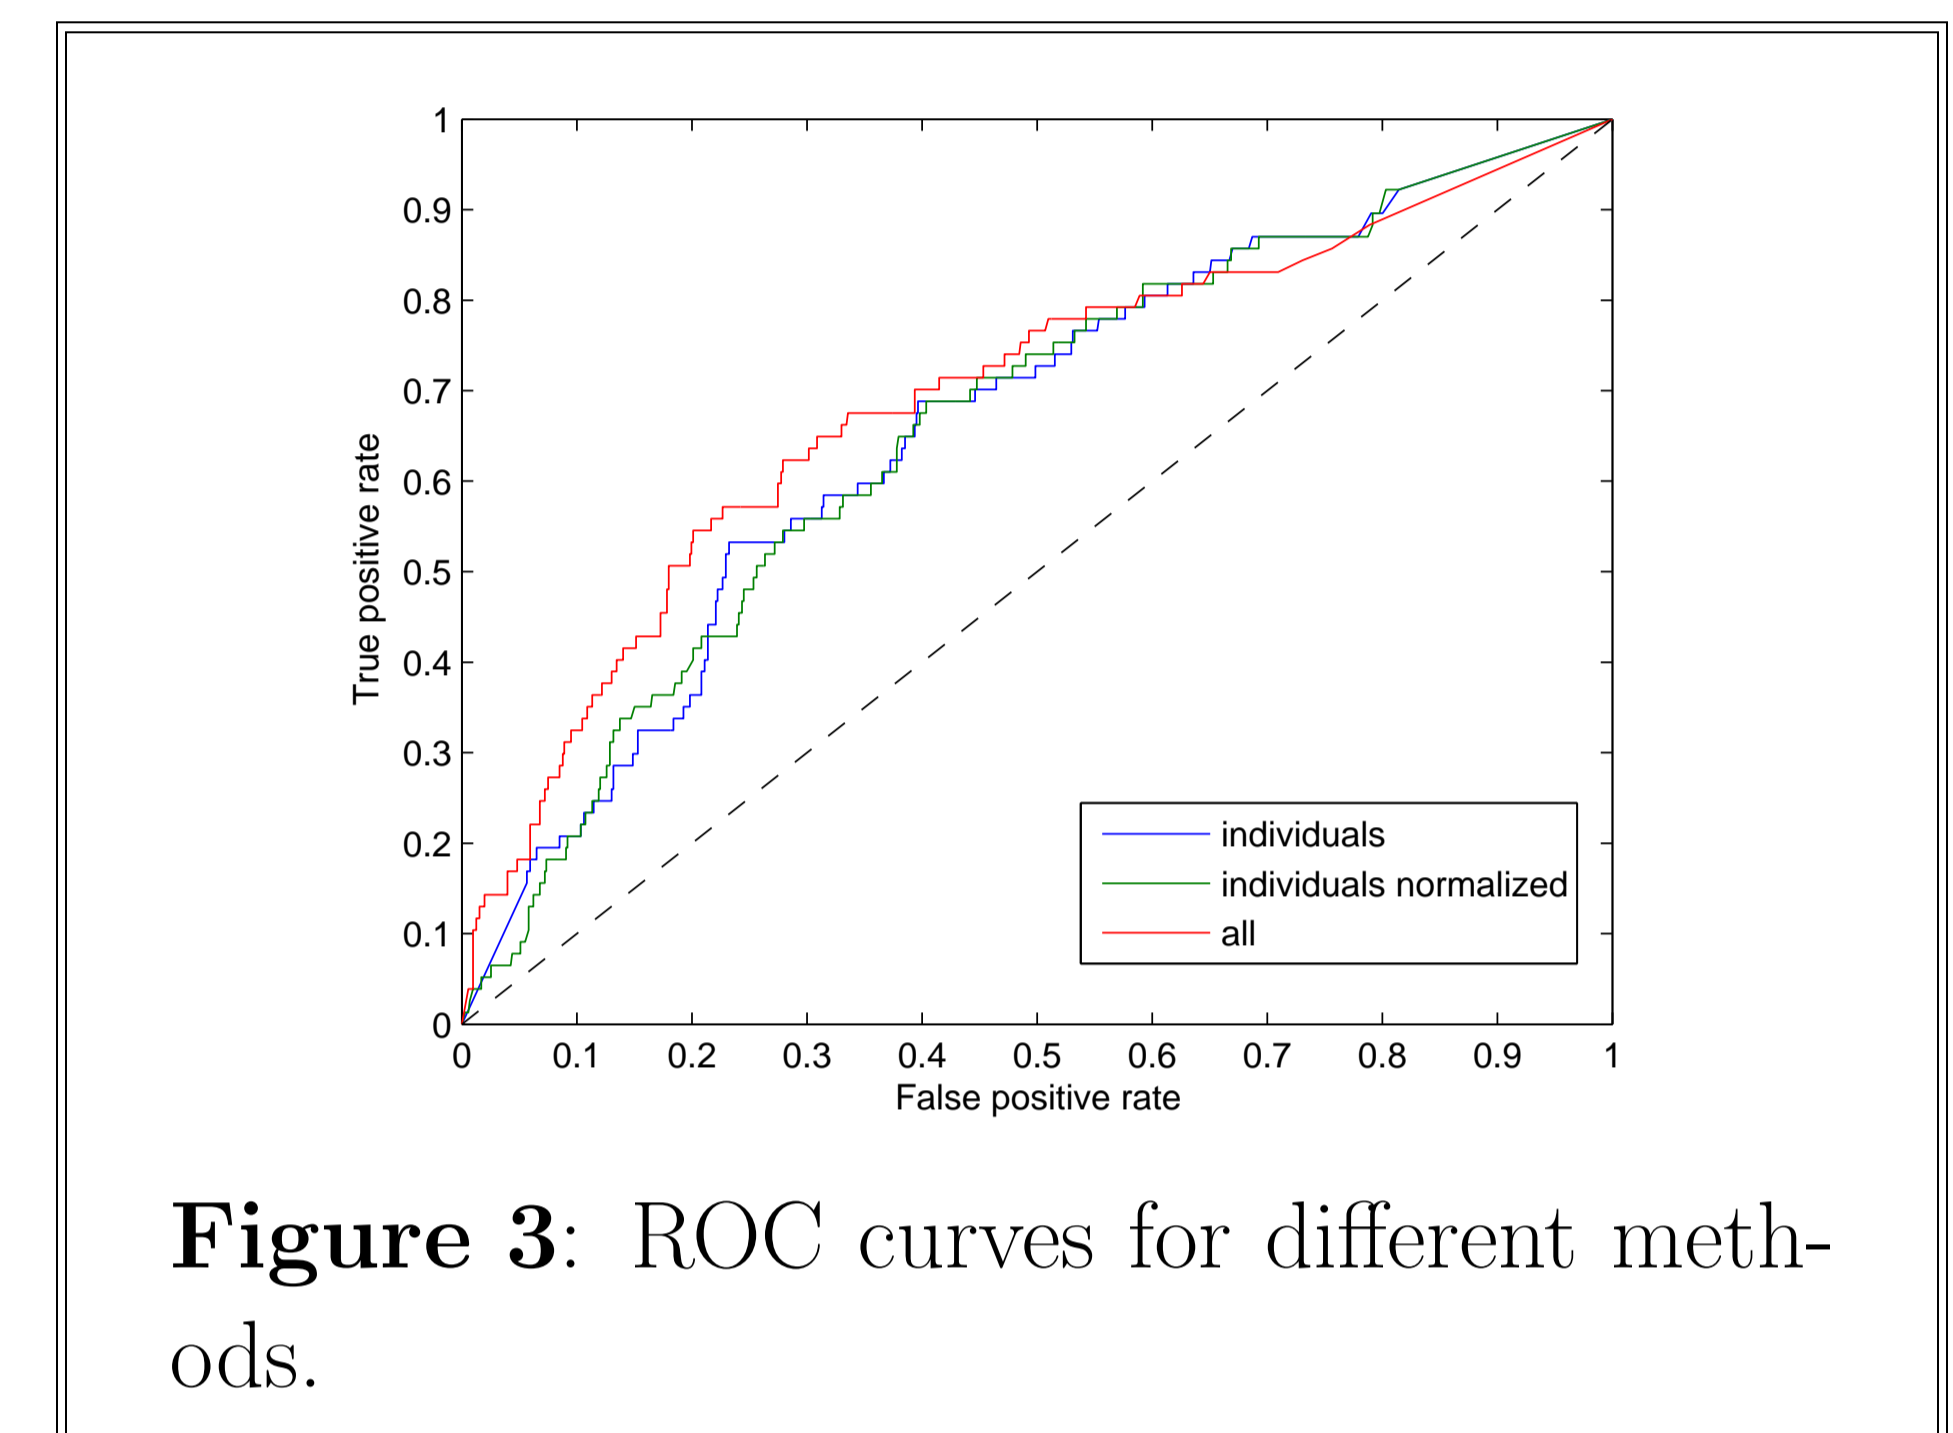 1
0.9
0.8
0.7
0.6
0.5
0.4
0.3
0.2
0.1
0
True positive rate
0 0.1 0.2 0.3 0.4 0.5 0.6 0.7 0.8 0.9 1
False positive rate
individuals
individuals normalized
all
Figure 3: ROC curves for different meth-
ods.